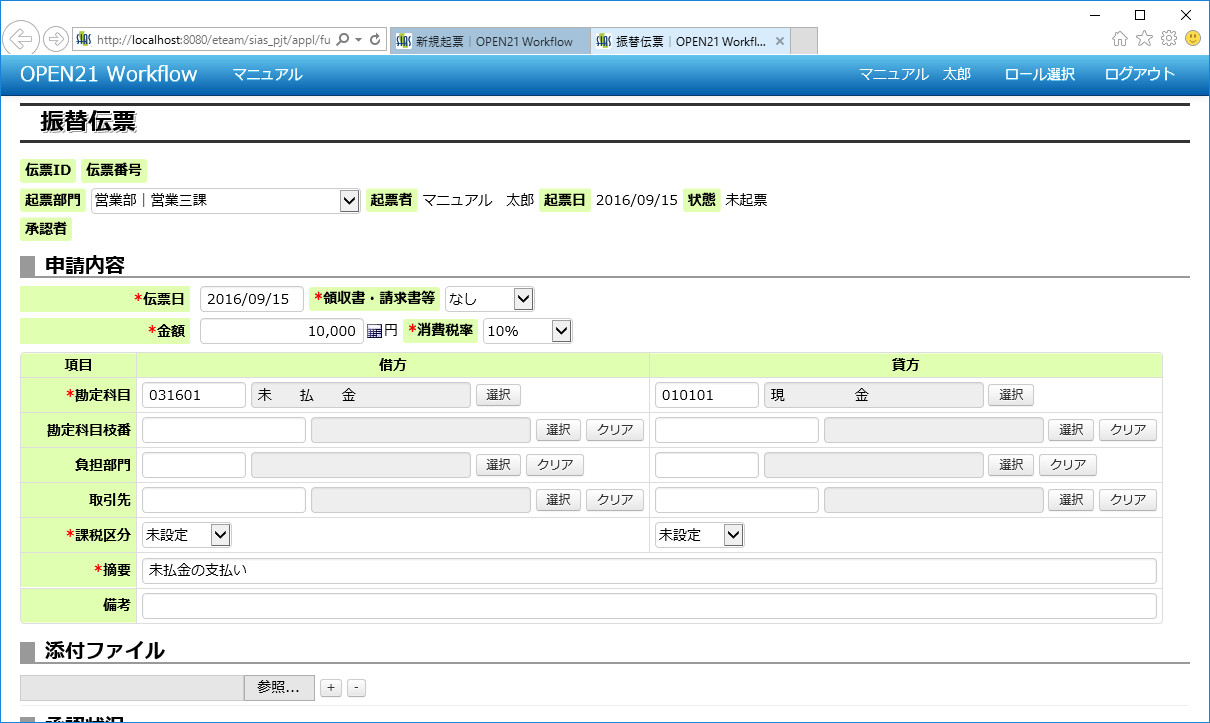 http://localhost:8080/eteam/sias_pjt/appl/fu
新規起票 | OPEN21 Workflow
振替伝票 | OPEN21 Workfl...
OPEN21 Workflow マニュアル マニュアル 太郎 ロール選択 ログアウト
振替伝票
伝票ID 伝票番号
起票部門 営業部｜営業三課 起票者 マニュアル 太郎 起票日 2016/09/15 状態 未起票
承認者
申請内容
*伝票日 2016/09/15 *領収書・請求書等 なし
*金額 10,000 円 *消費税率 10%
項目 借方 貸方
*勘定科目 031601 未 払 金 選択 010101 現 金 選択
勘定科目枝番 選択 クリア 選択 クリア
負担部門 選択 クリア 選択 クリア
取引先 選択 クリア 選択 クリア
*課税区分 未設定 未設定
*摘要 未払金の支払い
備考
添付ファイル
参照... + -
承認状況